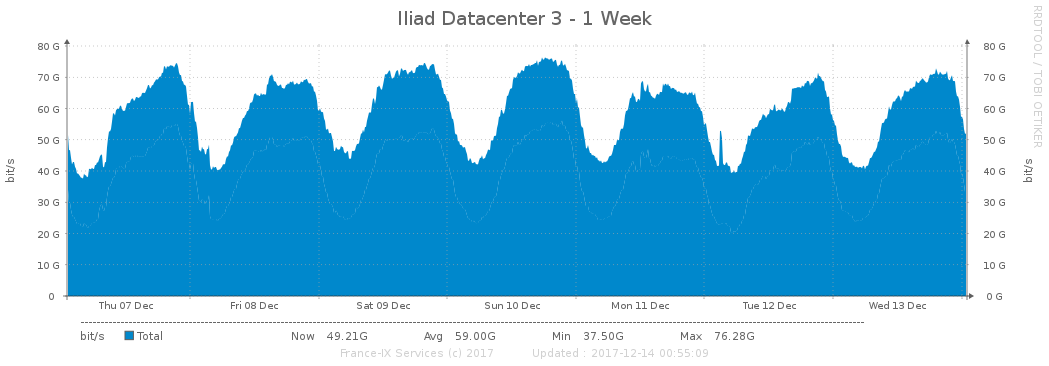 Iliad Datacenter 3 - 1 Week
RRDTOOL / TOBI OETIKER
bit/s
80 G
70 G
60 G
50 G
40 G
30 G
20 G
10 G
0
80 G
70 G
60 G
50 G
40 G
30 G
20 G
10 G
0 G
bit/s
Thu 07 Dec Fri 08 Dec Sat 09 Dec Sun 10 Dec Mon 11 Dec Tue 12 Dec Wed 13 Dec
bit/s Total Now 49.21G Avg 59.00G Min 37.50G Max 76.28G
France-IX Services (c) 2017 Updated : 2017-12-14 00:55:09